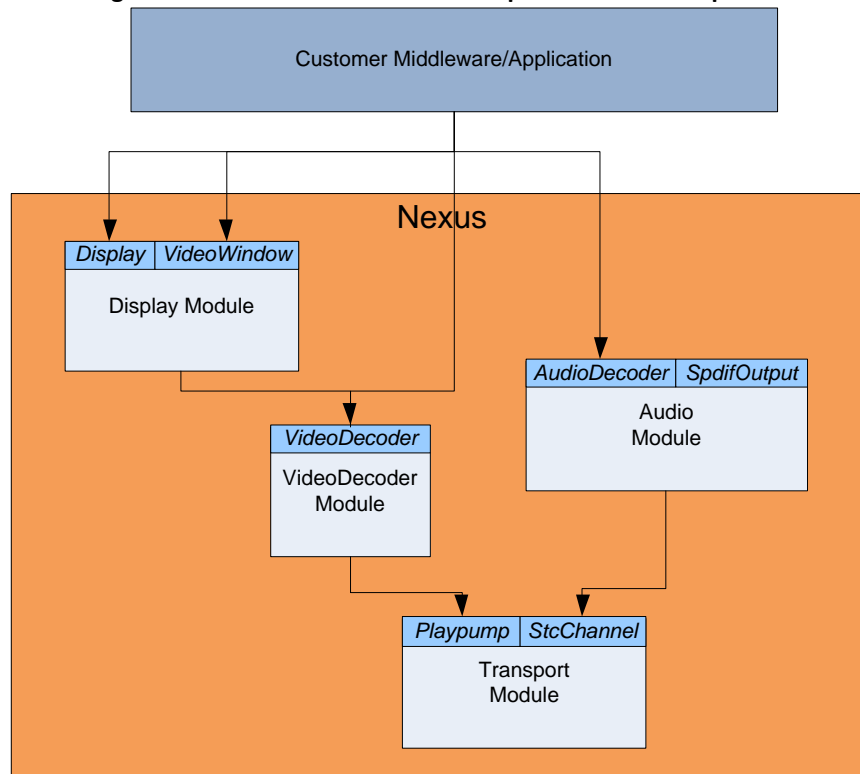 Customer Middleware/Application
Nexus
Display VideoWindow
Display Module
AudioDecoder SpdifOutput
Audio
Module
VideoDecoder
VideoDecoder
Module
Playpump StcChannel
Transport
Module